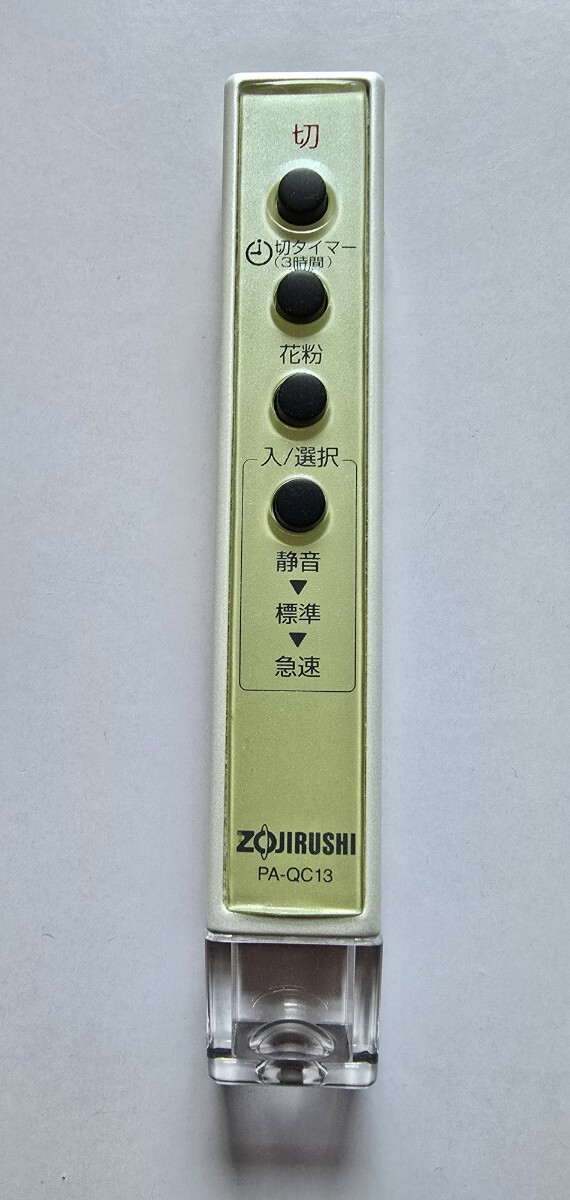 切
切タイマー
(3時間)
花粉
入/選択
静音
▼
標準
▼
急速
ZOJIRUSHI
PA-QC13